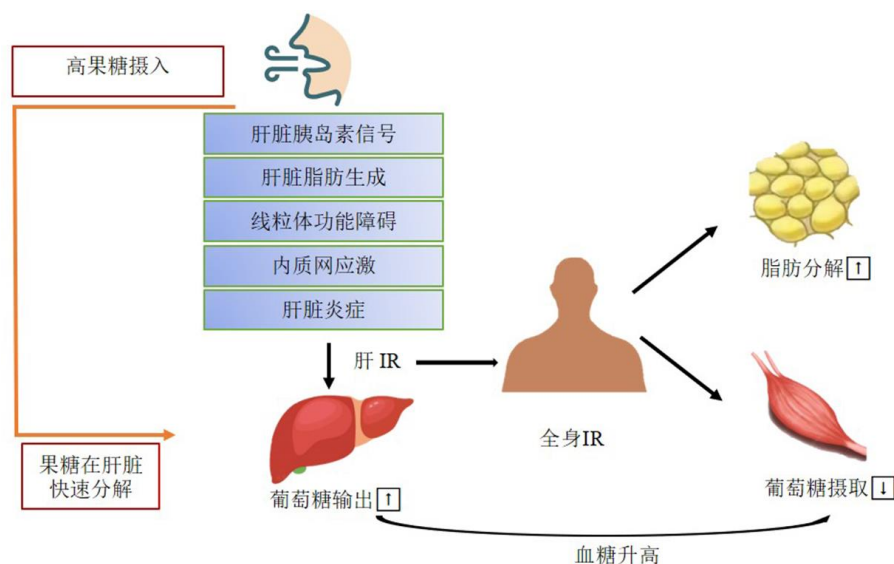 高果糖摄入
肝脏胰岛素信号
肝脏脂肪生成
线粒体功能障碍
内质网应激
肝脏炎症
脂肪分解↑
肝 IR
全身IR
果糖在肝脏
快速分解
葡萄糖输出↑
葡萄糖摄取↓
血糖升高